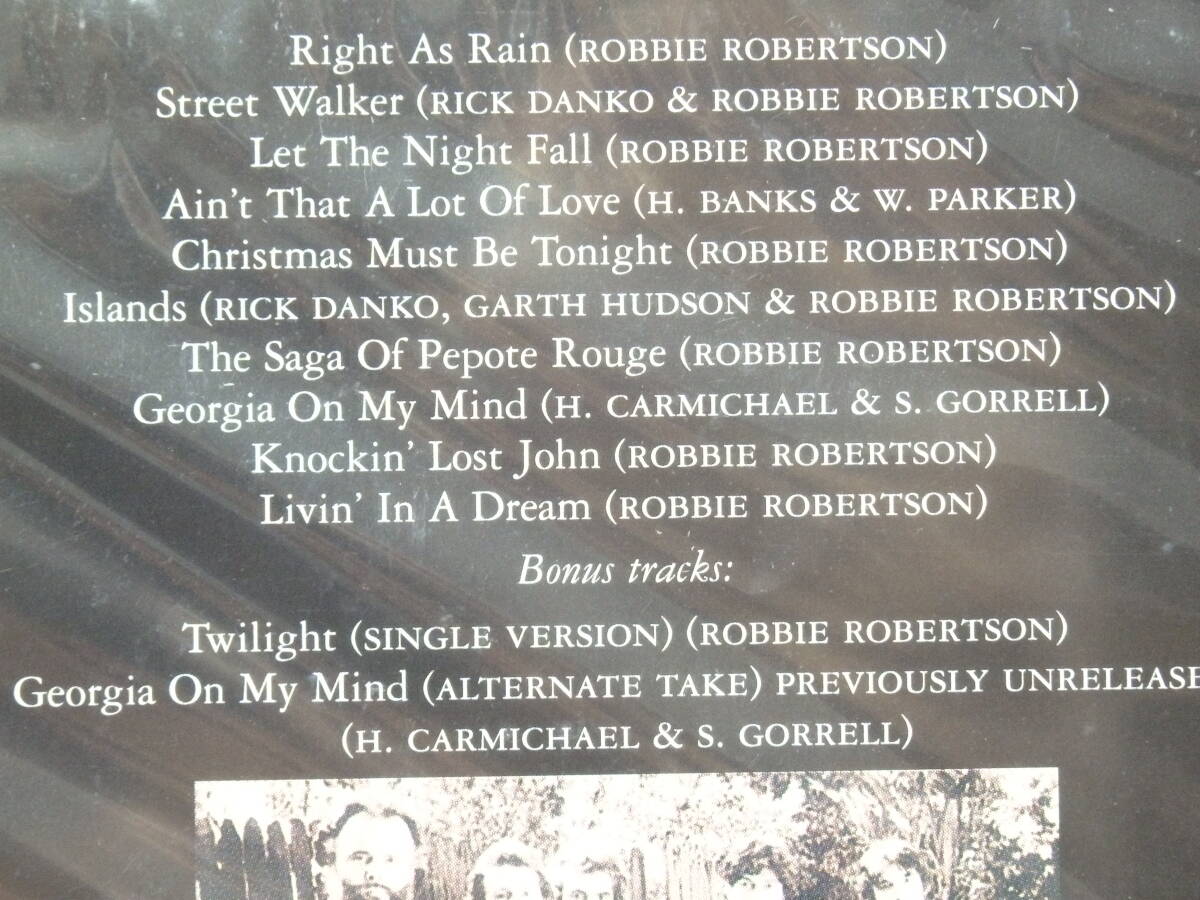 Right As Rain (ROBBIE ROBERTSON)
Street Walker (RICK DANKO & ROBBIE ROBERTSON)
Let The Night Fall (ROBBIE ROBERTSON)
Ain't That A Lot Of Love (H. BANKS & W. PARKER)
Christmas Must Be Tonight (ROBBIE ROBERTSON)
Islands (RICK DANKO, GARTH HUDSON & ROBBIE ROBERTSON)
The Saga Of Pepote Rouge (ROBBIE ROBERTSON)
Georgia On My Mind (H. CARMICHAEL & S. GORRELL)
Knockin' Lost John (ROBBIE ROBERTSON)
Livin' In A Dream (ROBBIE ROBERTSON)
Bonus tracks:
Twilight (SINGLE VERSION) (ROBBIE ROBERTSON)
Georgia On My Mind (ALTERNATE TAKE) PREVIOUSLY UNRELEASE
(H. CARMICHAEL & S. GORRELL)